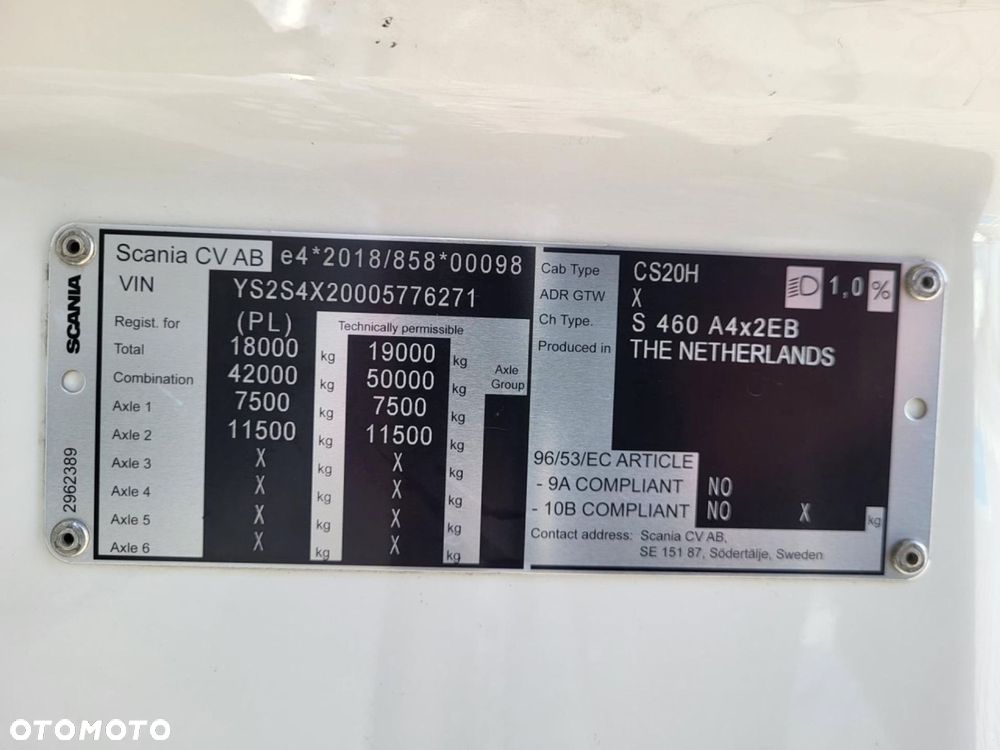 SCANIA
2962389
Scania CV AB e4*2018/858*00098
VIN YS2S4X20005776271
Regist. for (PL) Technically permissible
Total 18000 kg 19000 kg Axle Group
Combination 42000 kg 50000 kg
Axle 1 7500 kg 7500 kg
Axle 2 11500 kg 11500 kg
Axle 3 X kg X kg
Axle 4 X kg X kg
Axle 5 X kg X kg
Axle 6 X kg X kg
Cab Type CS20H 1,0 %
ADR GTW X
Ch Type. S 460 A4x2EB
Produced in THE NETHERLANDS
96/53/EC ARTICLE
- 9A COMPLIANT NO
- 10B COMPLIANT NO X kg
Contact address: Scania CV AB,
SE 151 87, Södertälje, Sweden
OTOMOTO